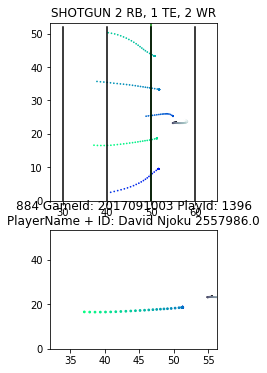 SHOTGUN 2 RB, 1 TE, 2 WR
50
40
30
20
10
0
30 40 50 60
884 GameId: 2017091003 PlayId: 1396
PlayerName + ID: David Njoku 2557986.0
40
20
0
35 40 45 50 55